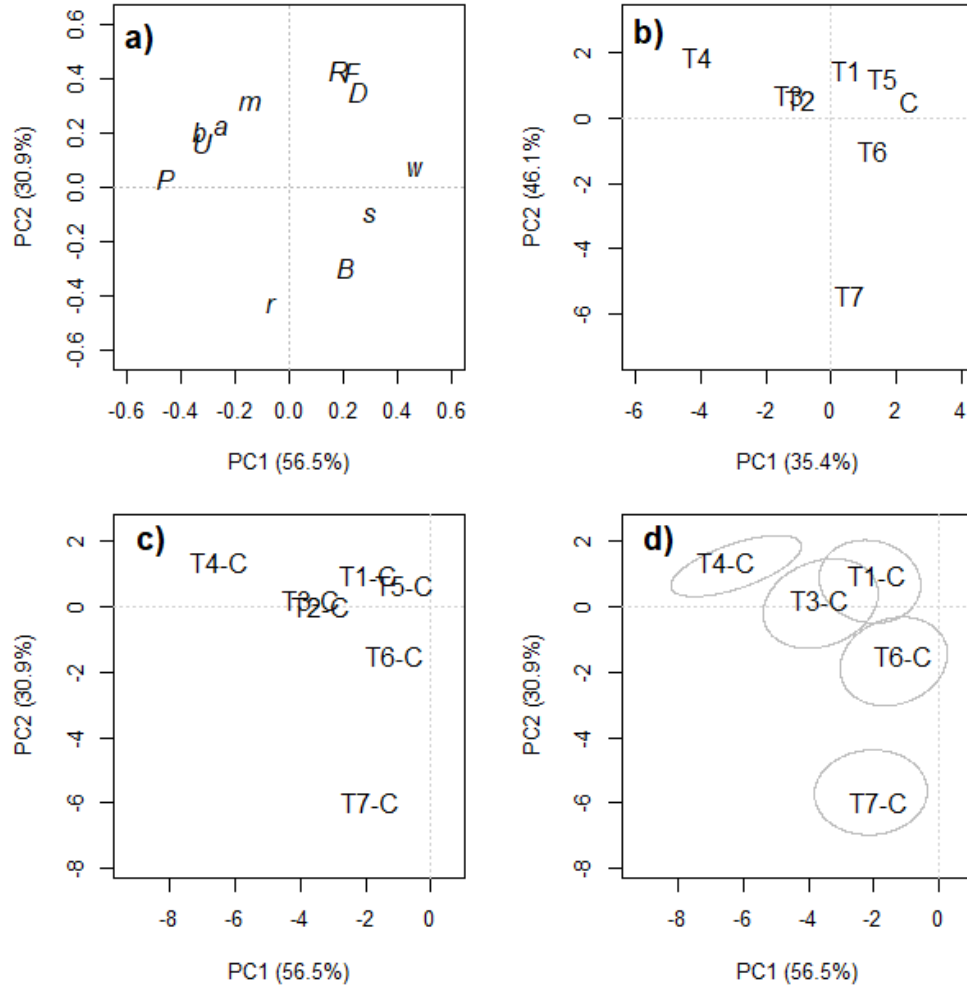 a)
0.6
0.4
0.2
0.0
-0.2
-0.4
-0.6
PC2 (30.9%)
R
F
D
m
b
a
U
P
w
s
B
r
-0.6 -0.4 -0.2 0.0 0.2 0.4 0.6
PC1 (56.5%)
b)
2
0
-2
-4
-6
PC2 (46.1%)
T4
T1
T5
T3
T2
C
T6
T7
-6 -4 -2 0 2 4
PC1 (35.4%)
c)
2
0
-2
-4
-6
-8
PC2 (30.9%)
T4-C
T1-C
T5-C
T3-C
T2-C
T6-C
T7-C
-8 -6 -4 -2 0
PC1 (56.5%)
d)
2
0
-2
-4
-6
-8
PC2 (30.9%)
T4-C
T1-C
T3-C
T6-C
T7-C
-8 -6 -4 -2 0
PC1 (56.5%)